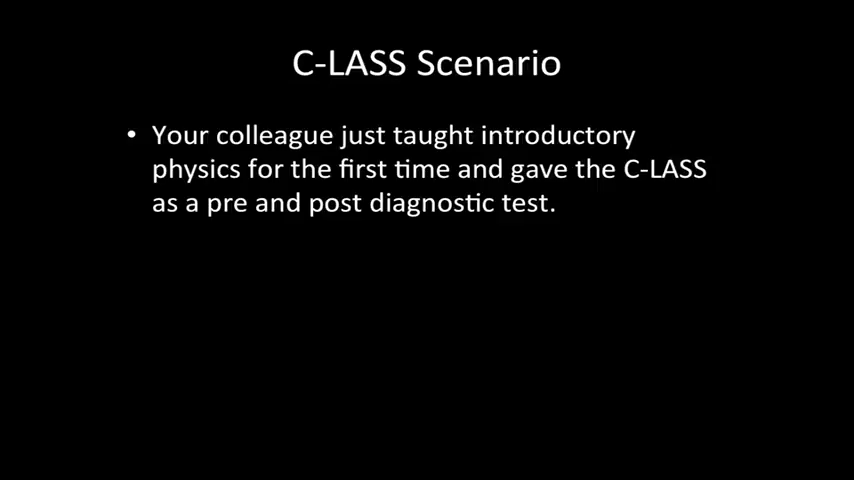 C-LASS Scenario
• Your colleague just taught introductory
physics for the first time and gave the C-LASS
as a pre and post diagnostic test.